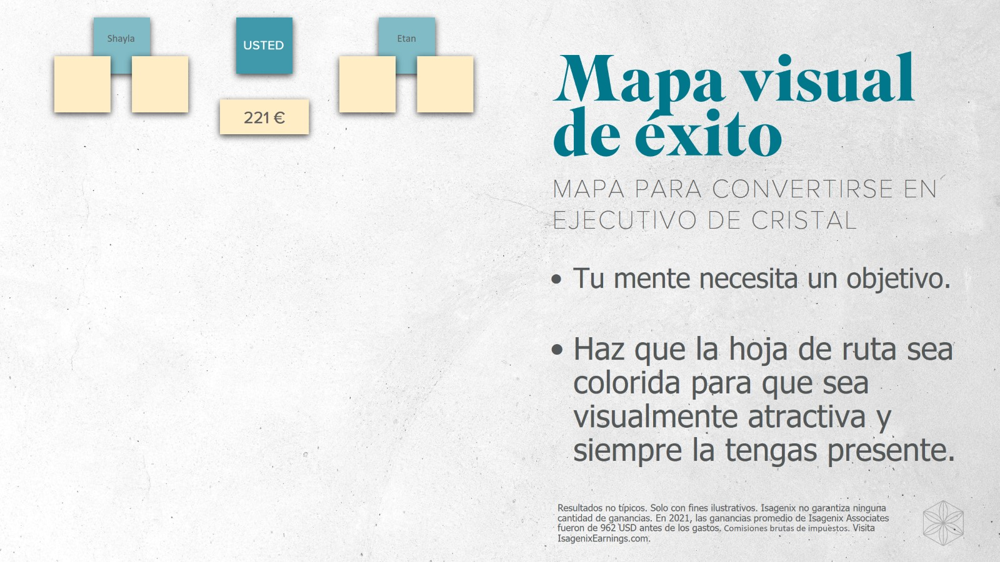 Shayla
USTED
Etan
221 €
Mapa visual
de éxito
MAPA PARA CONVERTIRSE EN
EJECUTIVO DE CRISTAL
• Tu mente necesita un objetivo.
• Haz que la hoja de ruta sea
colorida para que sea
visualmente atractiva y
siempre la tengas presente.
Resultados no típicos. Solo con fines ilustrativos. Isagenix no garantiza ninguna
cantidad de ganancias. En 2021, las ganancias promedio de Isagenix Associates
fueron de 962 USD antes de los gastos. Comisiones brutas de impuestos. Visita
IsagenixEarnings.com.